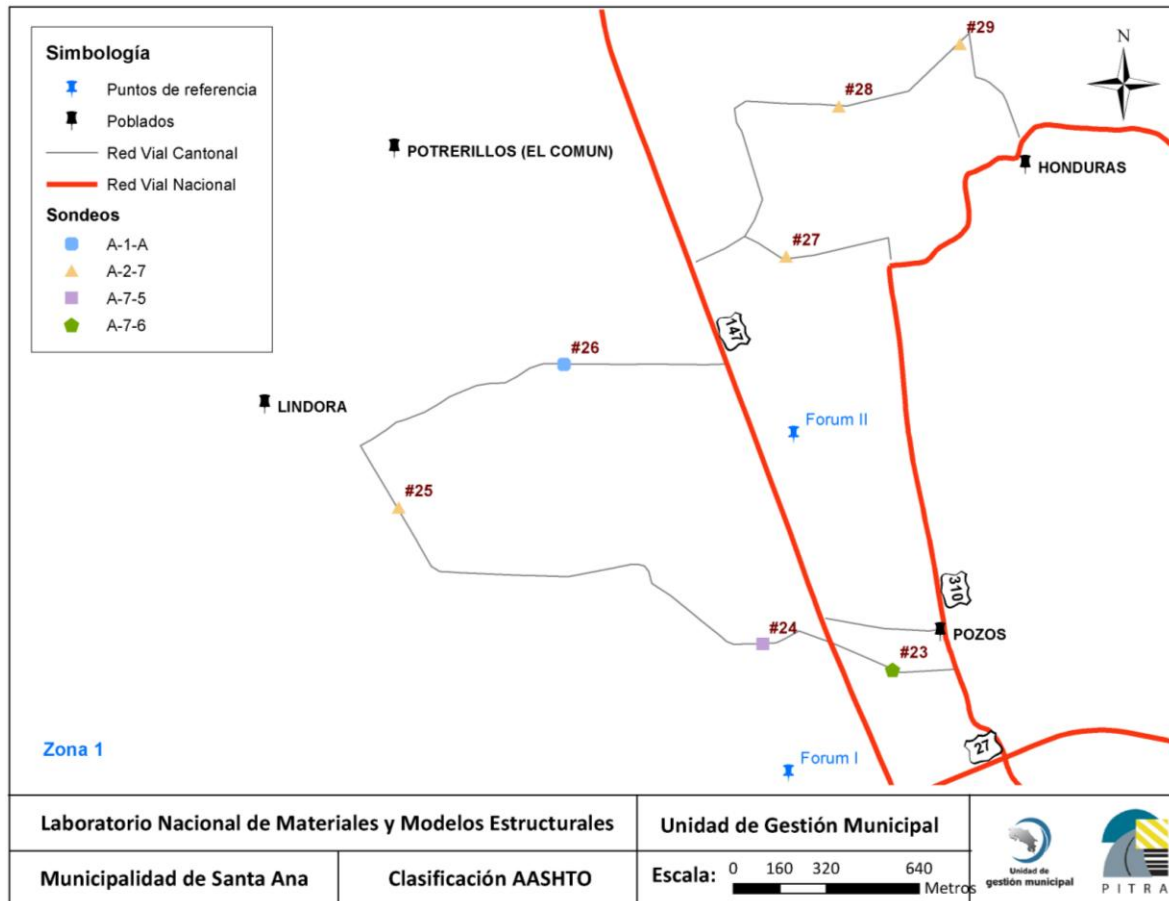 Simbología
Puntos de referencia
Poblados
Red Vial Cantonal
Red Vial Nacional
Sondeos
A-1-A
A-2-7
A-7-5
A-7-6
#29
N
#28
POTRERILLOS (EL COMUN)
HONDURAS
#27
147
#26
LINDORA
Forum II
#25
310
#24
POZOS
#23
Zona 1
27
Forum I
Laboratorio Nacional de Materiales y Modelos Estructurales
Unidad de Gestión Municipal
Municipalidad de Santa Ana
Clasificación AASHTO
Escala: 0 160 320 640
Metros
Unidad de
gestión municipal
PITRA